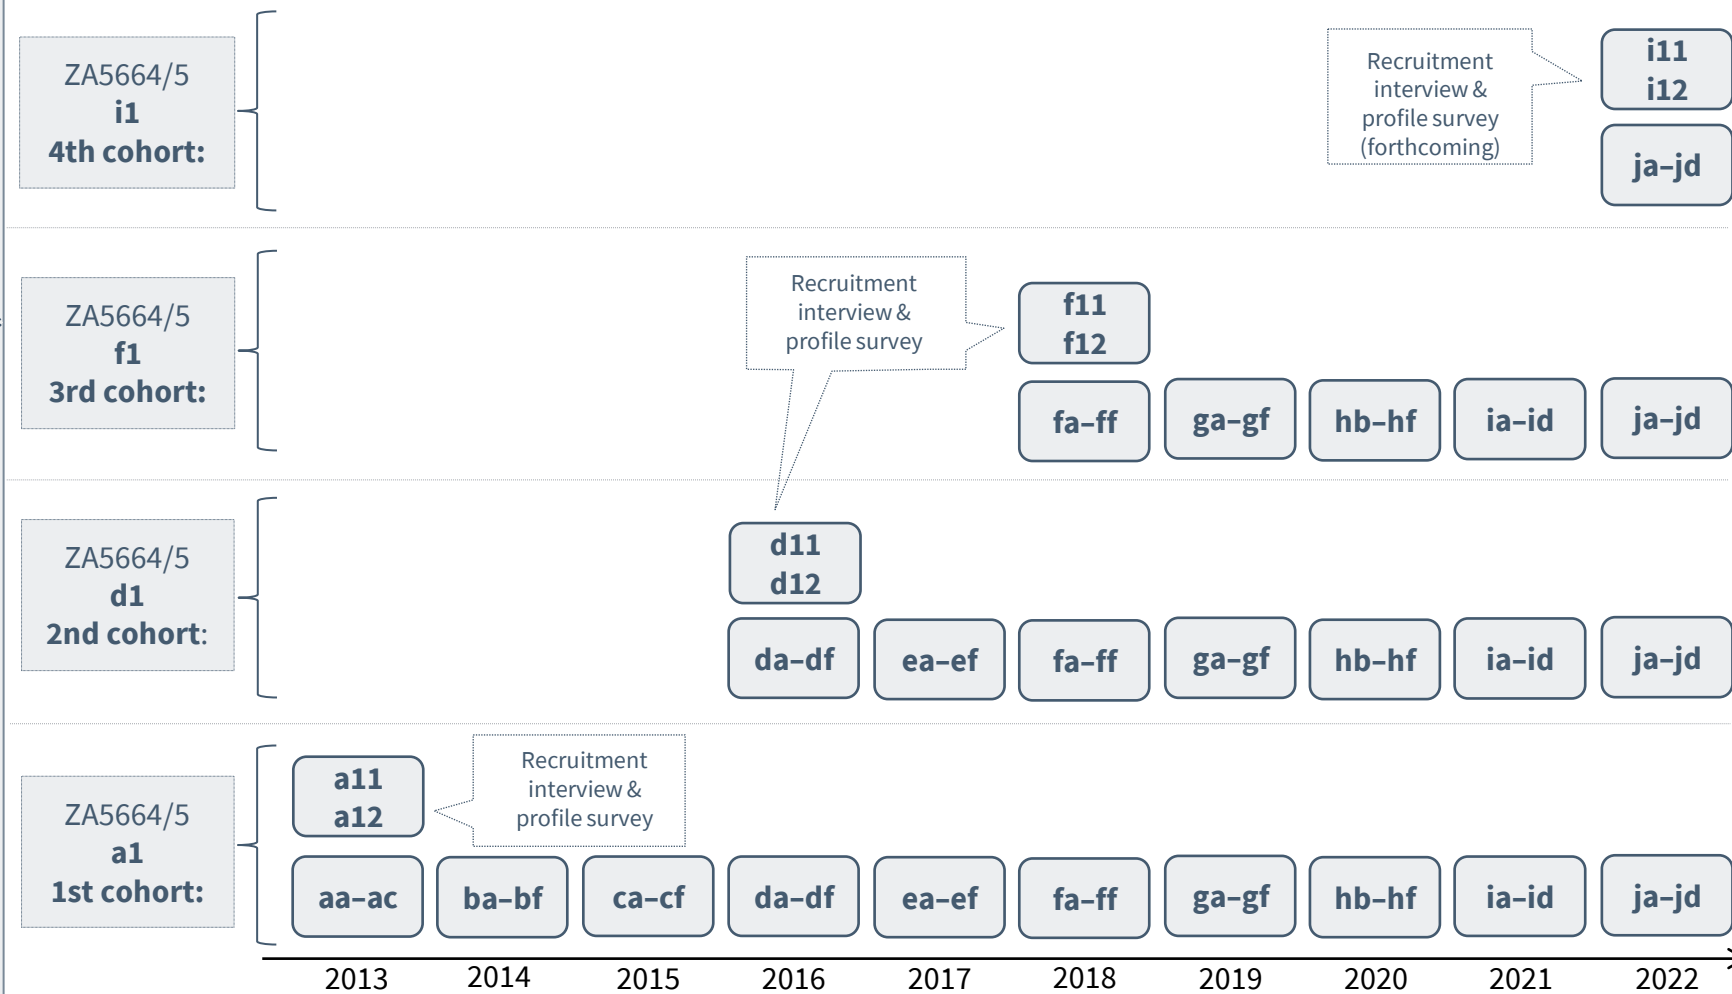 ZA5664/5
i1
4th cohort:
Recruitment
interview &
profile survey
(forthcoming)
i11
i12
ja–jd
ZA5664/5
f1
3rd cohort:
Recruitment
interview &
profile survey
f11
f12
fa–ff
ga–gf
hb–hf
ia–id
ja–jd
ZA5664/5
d1
2nd cohort:
d11
d12
da–df
ea–ef
fa–ff
ga–gf
hb–hf
ia–id
ja–jd
ZA5664/5
a1
1st cohort:
a11
a12
Recruitment
interview &
profile survey
aa–ac
ba–bf
ca–cf
da–df
ea–ef
fa–ff
ga–gf
hb–hf
ia–id
ja–jd
2013
2014
2015
2016
2017
2018
2019
2020
2021
2022